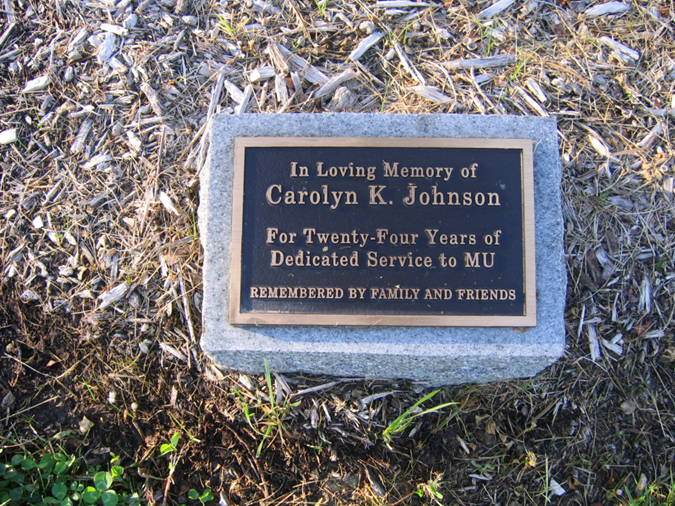 In Loving Memory of
Carolyn K. Johnson
For Twenty-Four Years of
Dedicated Service to MU
REMEMBERED BY FAMILY AND FRIENDS